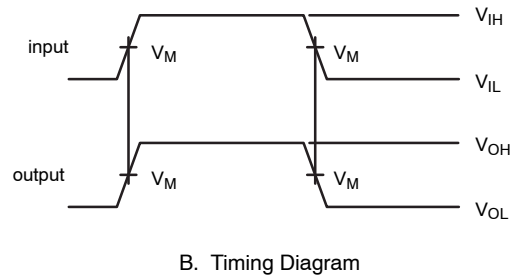 V_IH
input
V_M V_M
V_IL
V_OH
output V_M V_M
V_OL
B. Timing Diagram